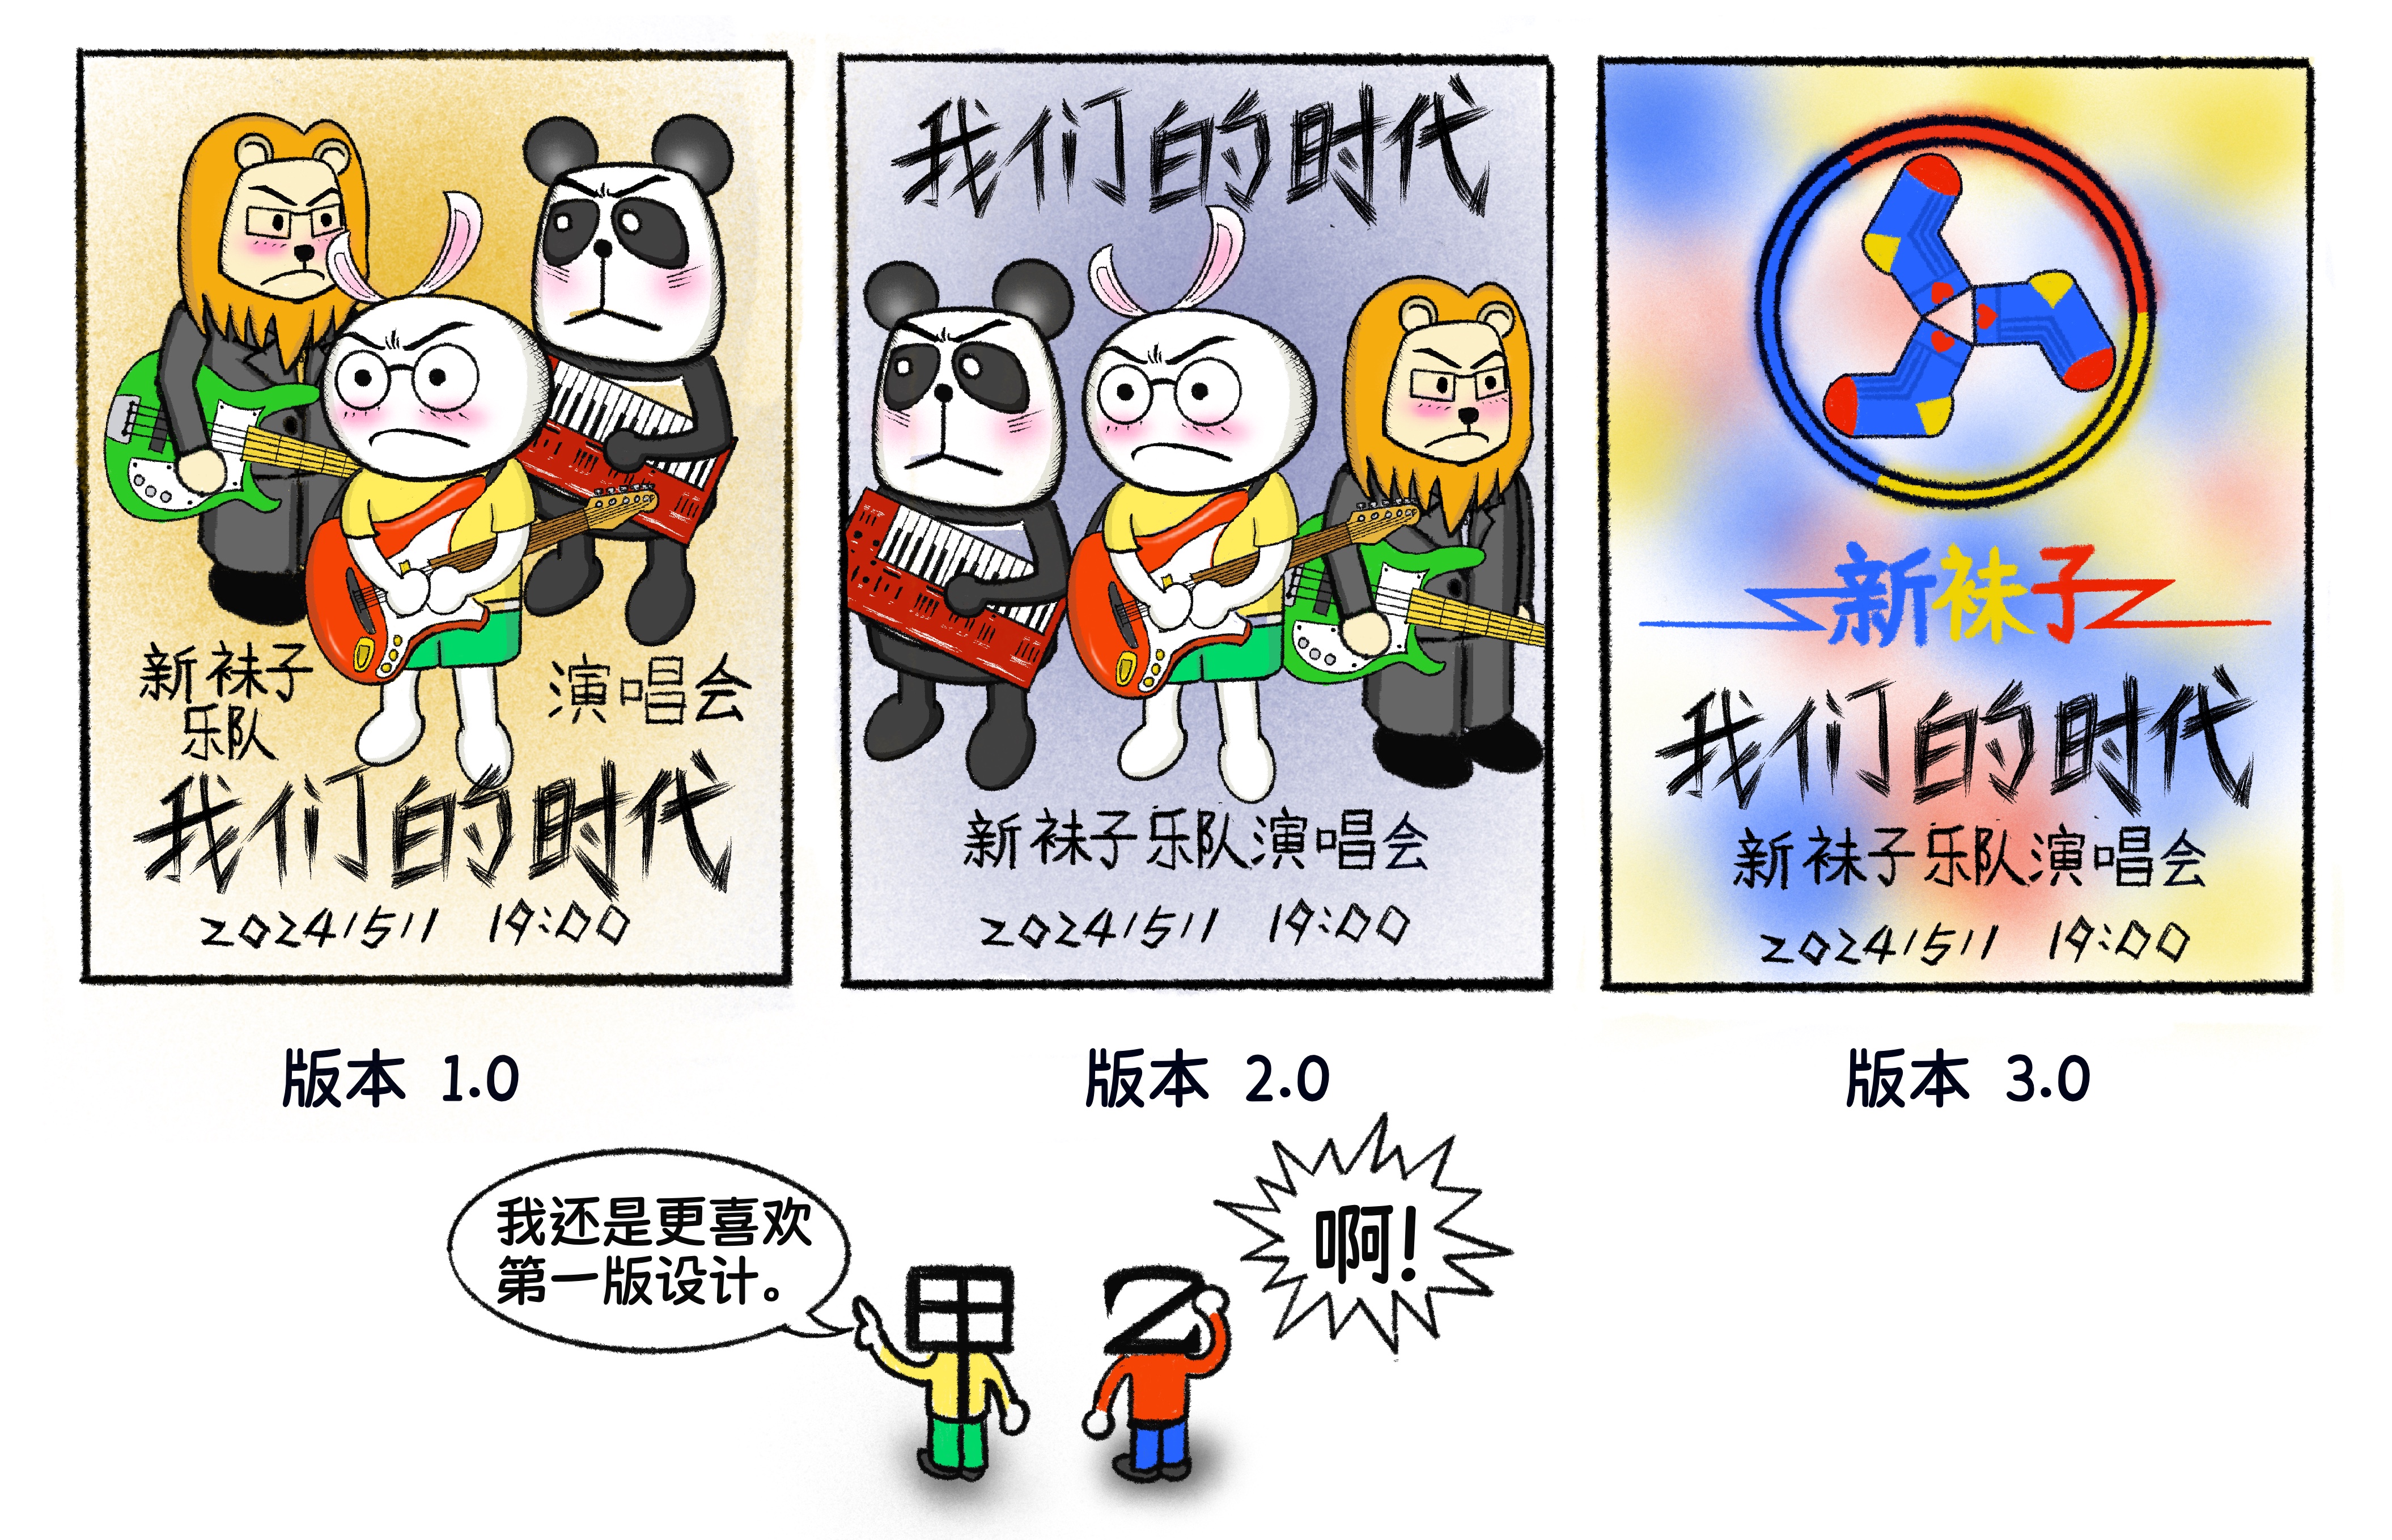 新袜子
乐队
演唱会
我们的时代
2024/5/11 19:00
版本 1.0
我们的时代
新袜子乐队演唱会
2024/5/11 19:00
版本 2.0
新袜子
我们的时代
新袜子乐队演唱会
2024/5/11 19:00
版本 3.0
我还是更喜欢
第一版设计。
甲
乙
啊!